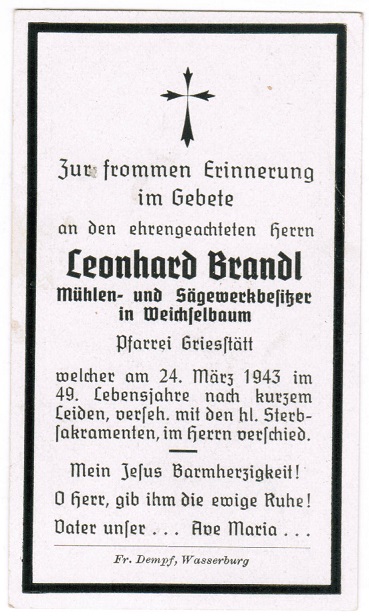 Zur frommen Erinnerung
im Gebete
an den ehrengeachteten Herrn
Leonhard Brandl
Mühlen- und Sägewerkbesitzer
in Weichselbaum
Pfarrei Griesstätt
welcher am 24. März 1943 im
49. Lebensjahre nach kurzem
Leiden, verseh. mit den hl. Sterb-
sakramenten, im Herrn verschied.
Mein Jesus Barmherzigkeit!
O Herr, gib ihm die ewige Ruhe!
Vater unser . . . Ave Maria . . .
Fr. Dempf, Wasserburg